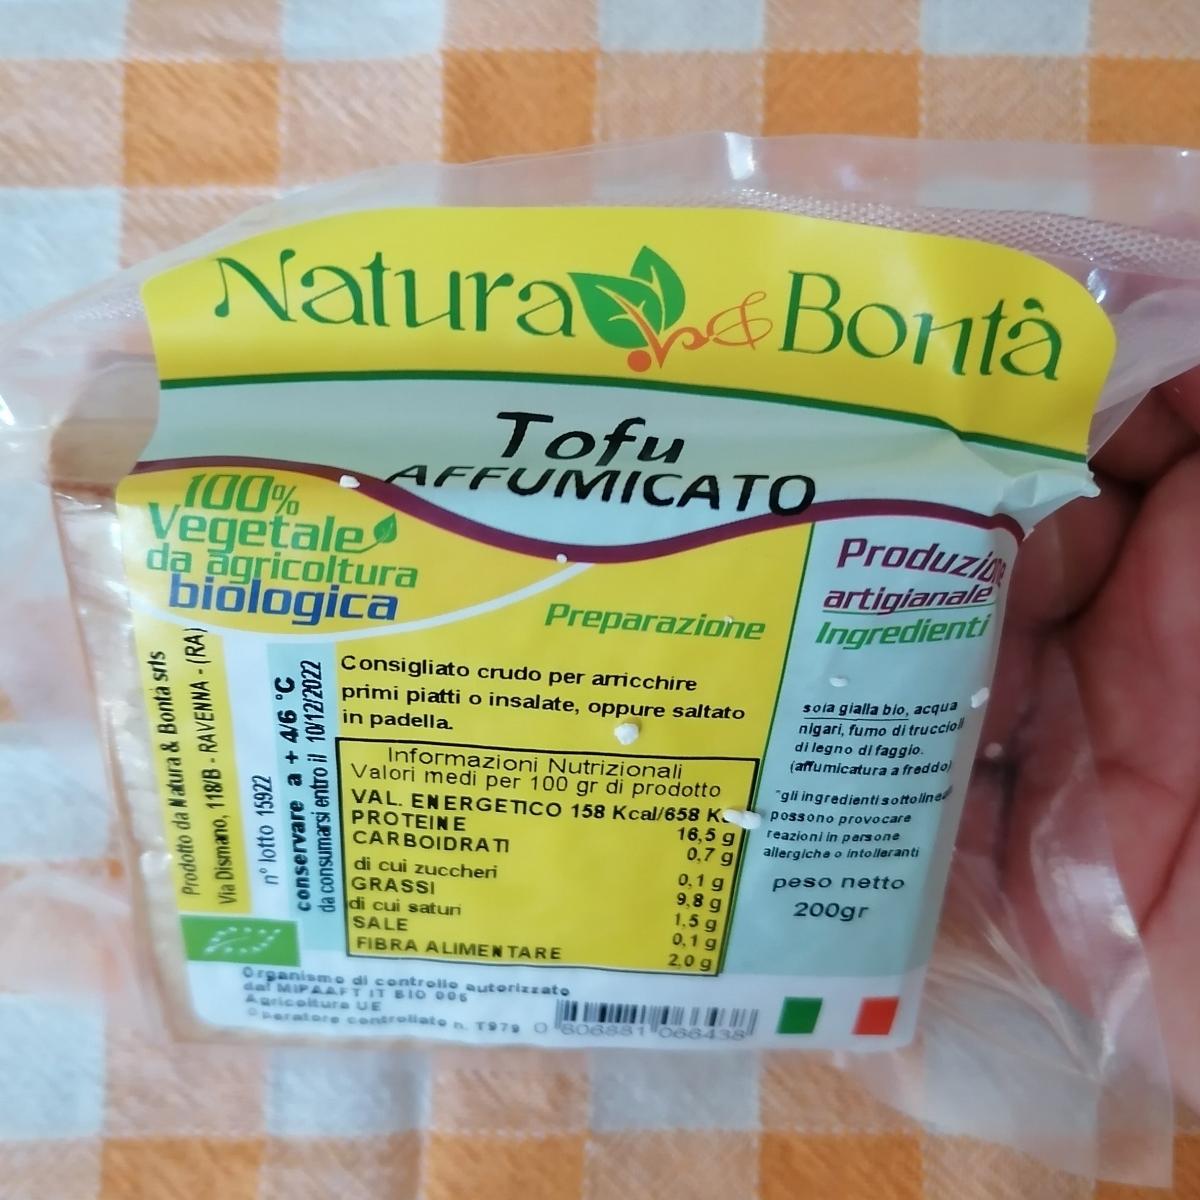 Natura & Bontà
Tofu
AFFUMICATO
100%
Vegetale
da agricoltura
biologica
Prodotto da Natura & Bontà srls
Via Dismano, 118/B - RAVENNA - (RA)
n° lotto 15922
conservare a + 4/6 °C
da consumarsi entro il 10/12/2022
Preparazione
Consigliato crudo per arricchire
primi piatti o insalate, oppure saltato
in padella.
Informazioni Nutrizionali
Valori medi per 100 gr di prodotto
VAL. ENERGETICO 158 Kcal/658
PROTEINE 16,5 g
CARBOIDRATI 0,7 g
di cui zuccheri 0,1 g
GRASSI 9,8 g
di cui saturi 1,5 g
SALE 0,1 g
FIBRA ALIMENTARE 2,0 g
Produzione
artigianale
Ingredienti
soia gialla bio, acqua
nigari, fumo di truccioli
di legno di faggio.
(affumicatura a freddo)
"gli ingredienti sottolineati
possono provocare
reazioni in persone
allergiche o intolleranti
peso netto
200gr
Organismo di controllo autorizzato
dal MIPAAFT IT BIO 006
Agricoltura UE
Operatore controllato n. T979
0 806881 066438